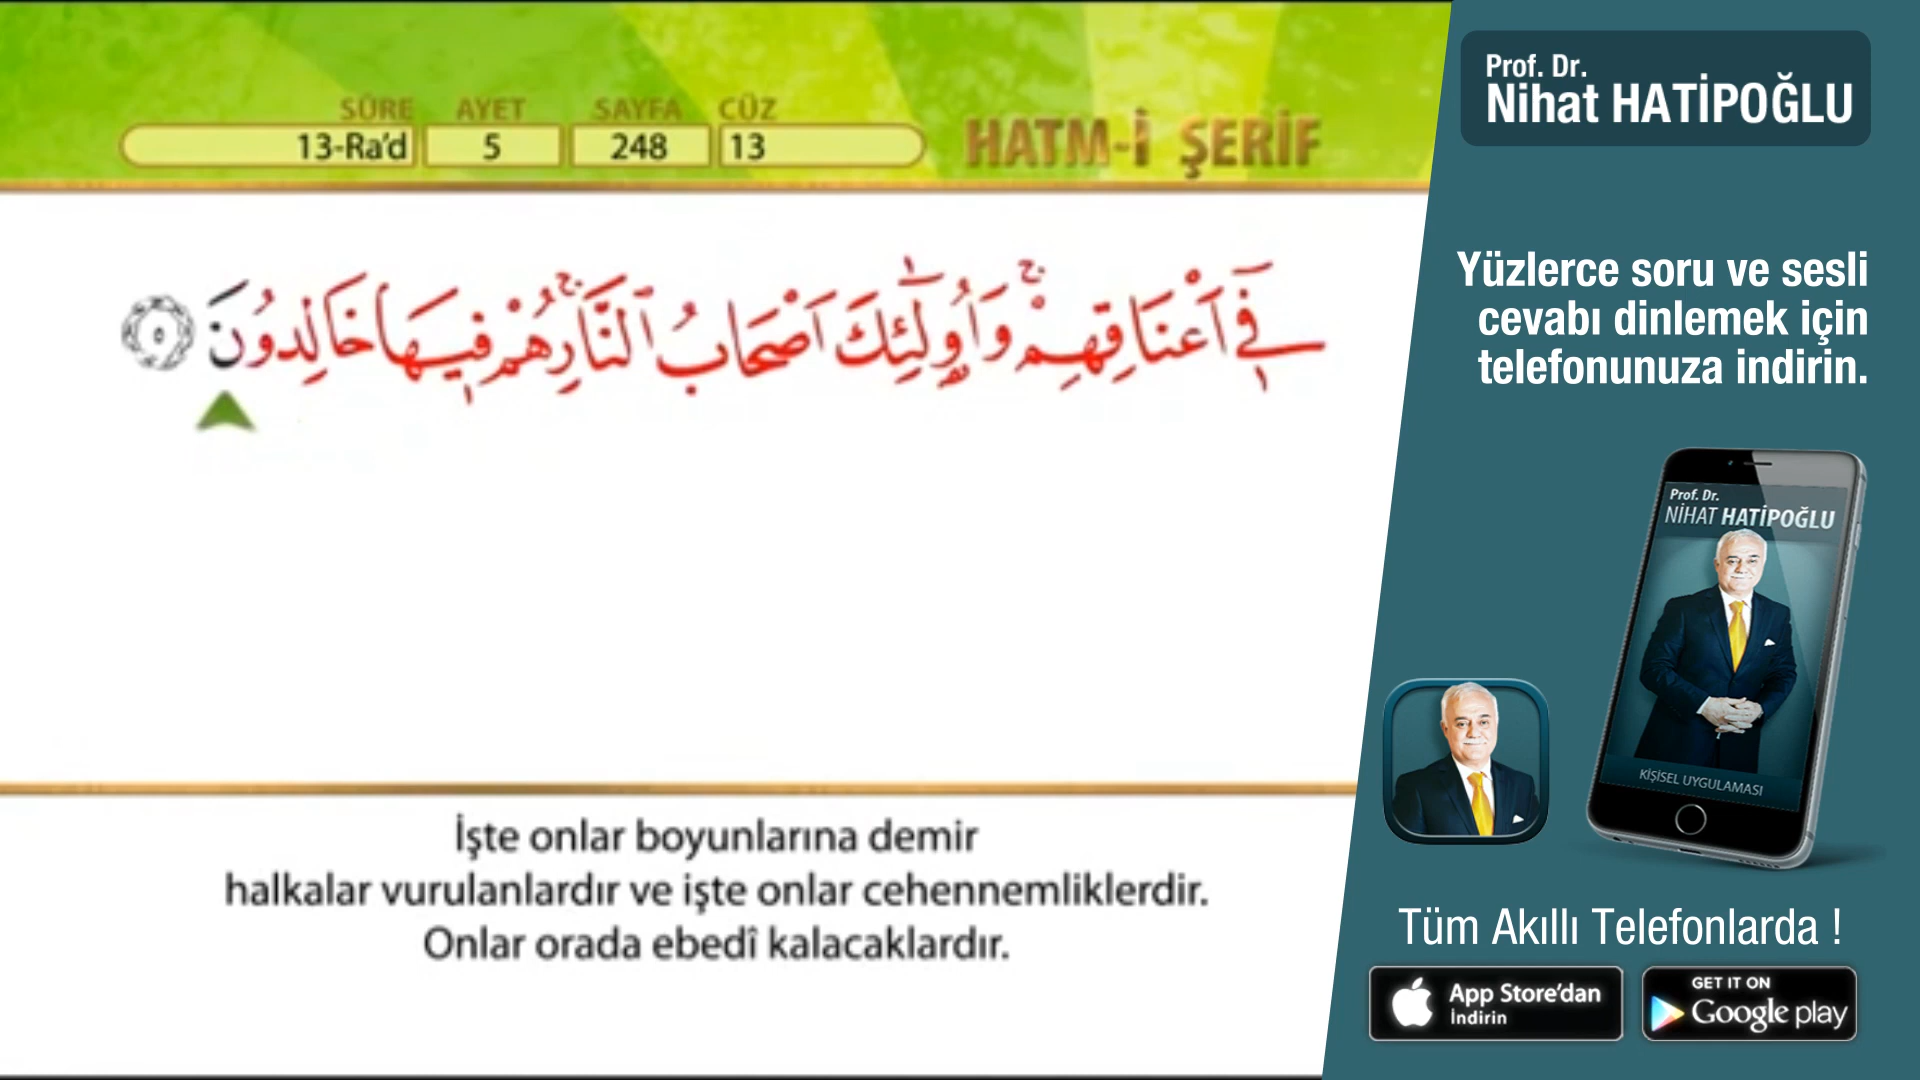 SÛRE AYET SAYFA CÜZ
13-Ra'd 5 248 13
HATM-İ ŞERİF
فِٓي اَعْنَاقِهِمْۚ وَاُو۬لٰٓئِكَ اَصْحَابُ النَّارِۚ هُمْ ف۪يهَا خَالِدُونَ ﴿٥﴾
İşte onlar boyunlarına demir
halkalar vurulanlardır ve işte onlar cehennemliklerdir.
Onlar orada ebedî kalacaklardır.
Prof. Dr.
Nihat HATİPOĞLU
Yüzlerce soru ve sesli
cevabı dinlemek için
telefonunuza indirin.
Prof. Dr.
NİHAT HATİPOĞLU
KİŞİSEL UYGULAMASI
Tüm Akıllı Telefonlarda !
App Store'dan
İndirin
GET IT ON
Google play